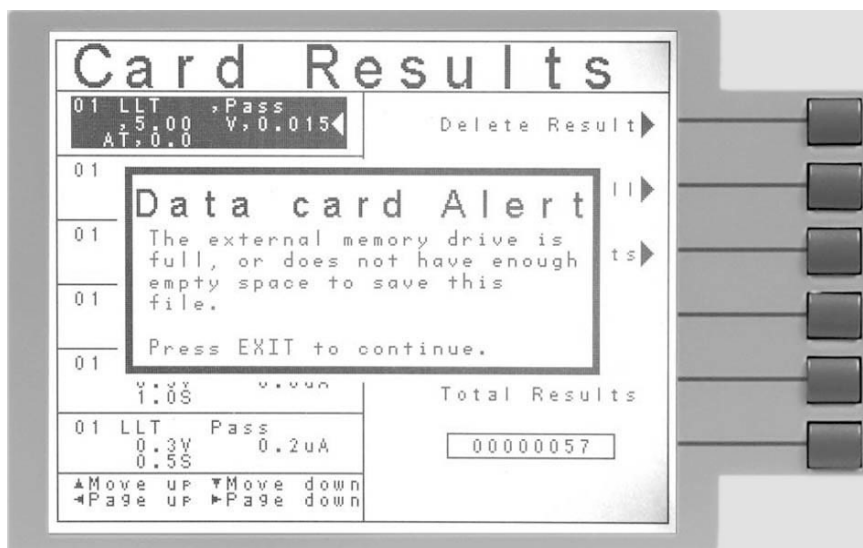 Card Results
01 LLT ,Pass
,5.00 V,0.015
AT,0.0
Delete Result
01
ll
01
ts
Data card Alert
The external memory drive is
full, or does not have enough
empty space to save this
file.
Press EXIT to continue.
01
01
1.0S
Total Results
01 LLT Pass
0.3V 0.2uA
0.5S
00000057
▲Move up ▼Move down
◄Page up ►Page down